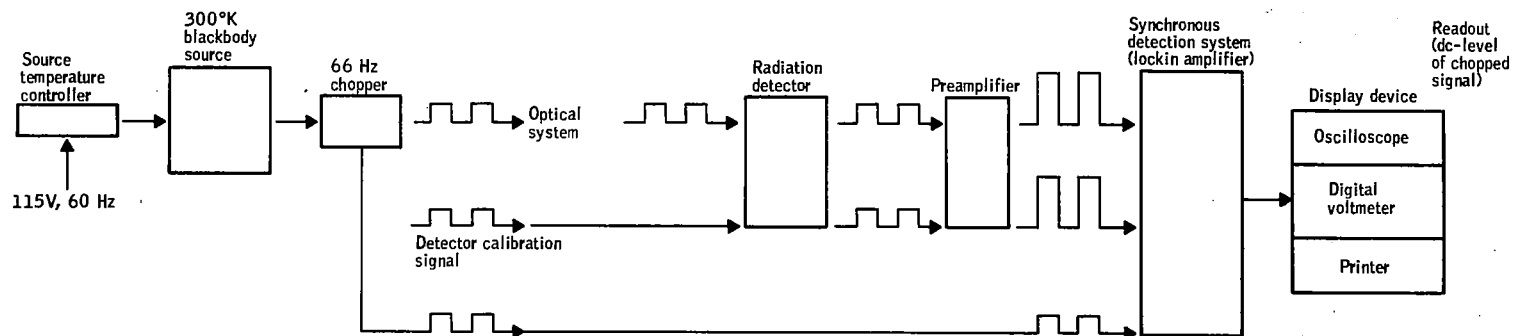 Source
temperature
controller
115V, 60 Hz
300°K
blackbody
source
66 Hz
chopper
Optical
system
Detector calibration
signal
Radiation
detector
Preamplifier
Synchronous
detection system
(lockin amplifier)
Readout
(dc-level
of chopped
signal)
Display device
Oscilloscope
Digital
voltmeter
Printer